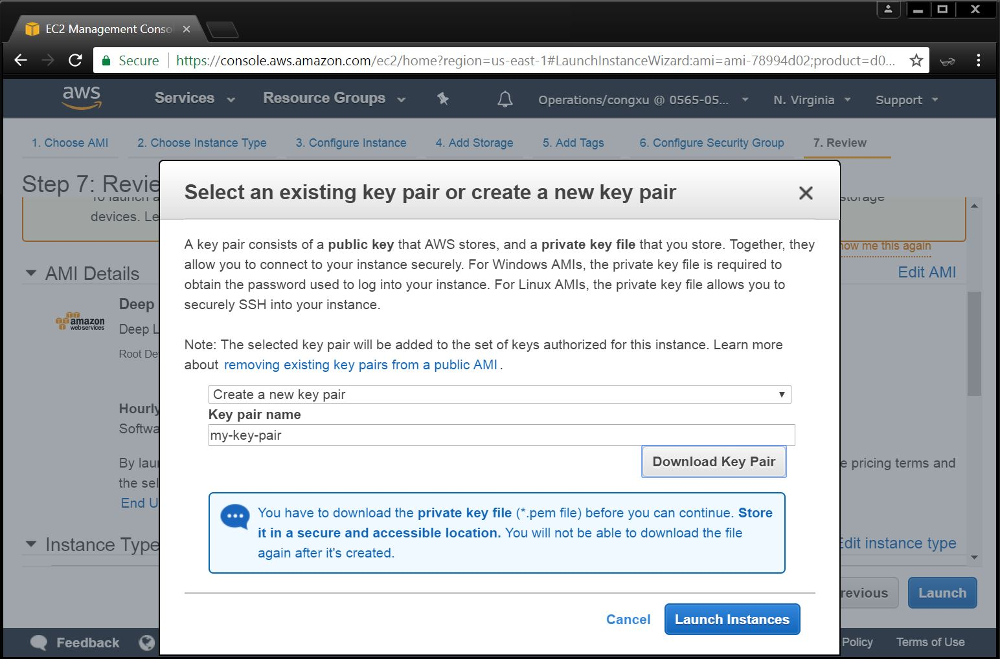 EC2 Management Conso
Secure
https://console.aws.amazon.com/ec2/home?region=us-east-1#LaunchInstanceWizard:ami=ami-78994d02;product=d0...
aws
Services
Resource Groups
Operations/congxu @ 0565-05...
N. Virginia
Support
1. Choose AMI
2. Choose Instance Type
3. Configure Instance
4. Add Storage
5. Add Tags
6. Configure Security Group
7. Review
Step 7: Revie
To launch a
storage
devices. Le
how me this again
AMI Details
Edit AMI
amazon
webservices
Deep
Deep L
Root De
Hourly
Softwa
By lau
e pricing terms and
the sel
End U
Instance Type
Edit instance type
revious
Launch
Select an existing key pair or create a new key pair
A key pair consists of a public key that AWS stores, and a private key file that you store. Together, they
allow you to connect to your instance securely. For Windows AMIs, the private key file is required to
obtain the password used to log into your instance. For Linux AMIs, the private key file allows you to
securely SSH into your instance.
Note: The selected key pair will be added to the set of keys authorized for this instance. Learn more
about removing existing key pairs from a public AMI .
Create a new key pair
Key pair name
my-key-pair
Download Key Pair
You have to download the private key file (*.pem file) before you can continue. Store
it in a secure and accessible location. You will not be able to download the file
again after it's created.
Cancel
Launch Instances
Feedback
Policy
Terms of Use